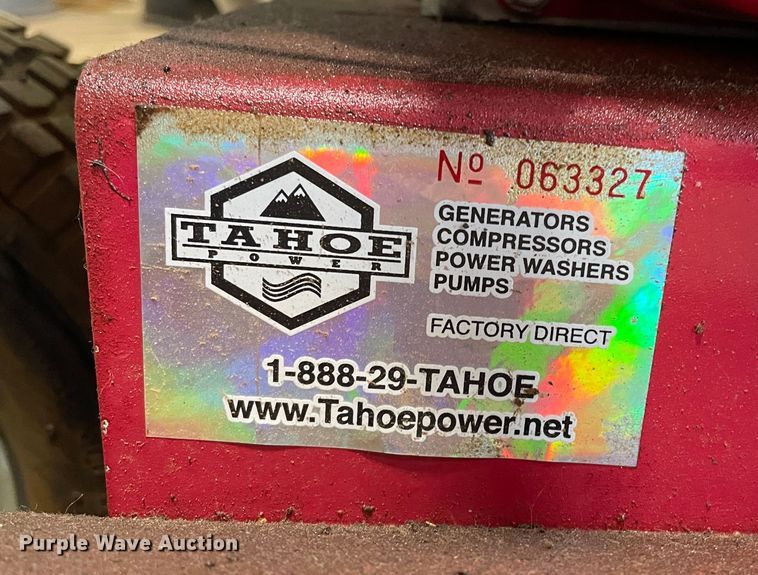 Nº 063327
TAHOE
POWER
GENERATORS
COMPRESSORS
POWER WASHERS
PUMPS
FACTORY DIRECT
1-888-29-TAHOE
www.Tahoepower.net
Purple Wave Auction